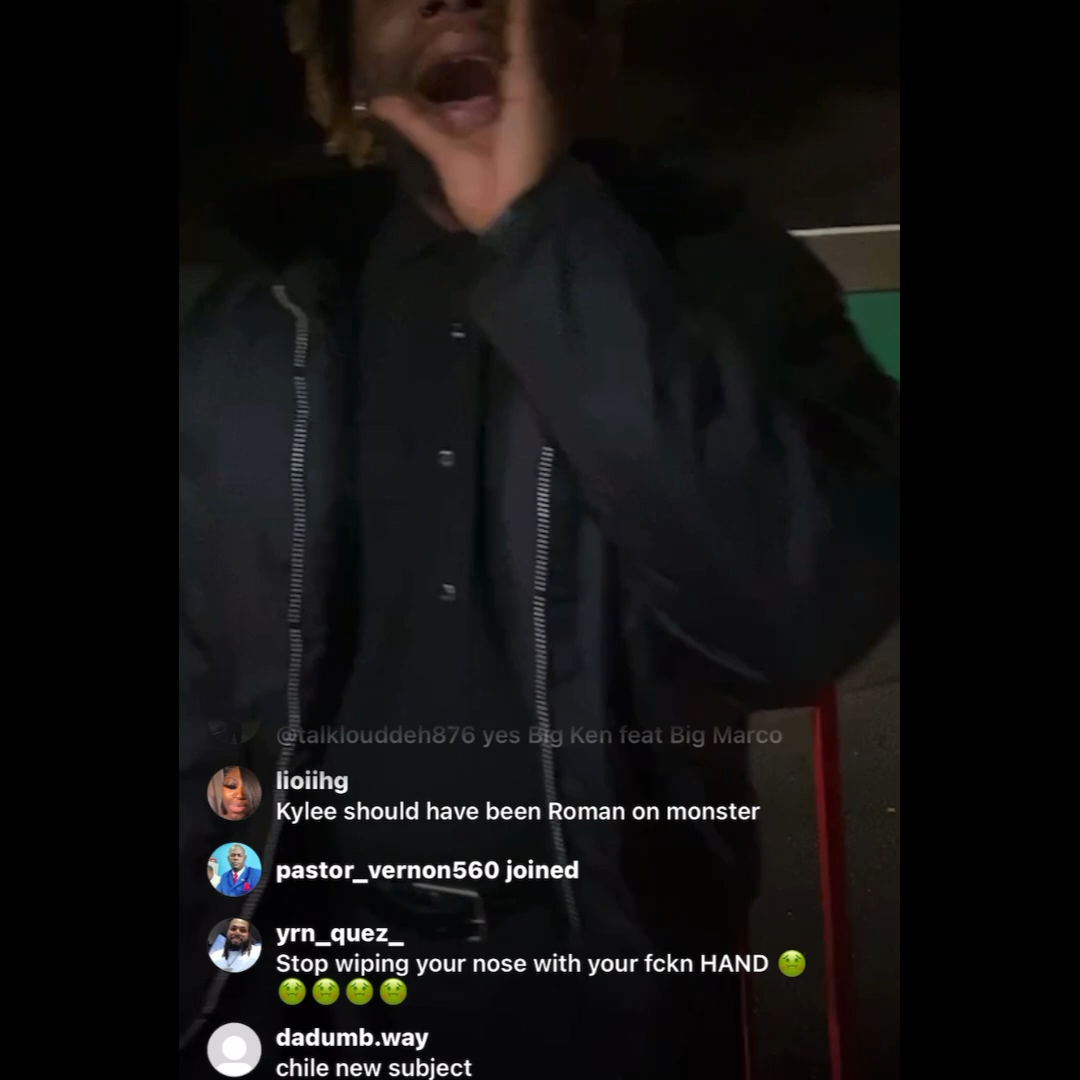 @talklouddeh876 yes Big Ken feat Big Marco
lioiihg
Kylee should have been Roman on monster
pastor_vernon560 joined
yrn_quez_
Stop wiping your nose with your fckn HAND 🤢
🤢🤢🤢🤢
dadumb.way
chile new subject